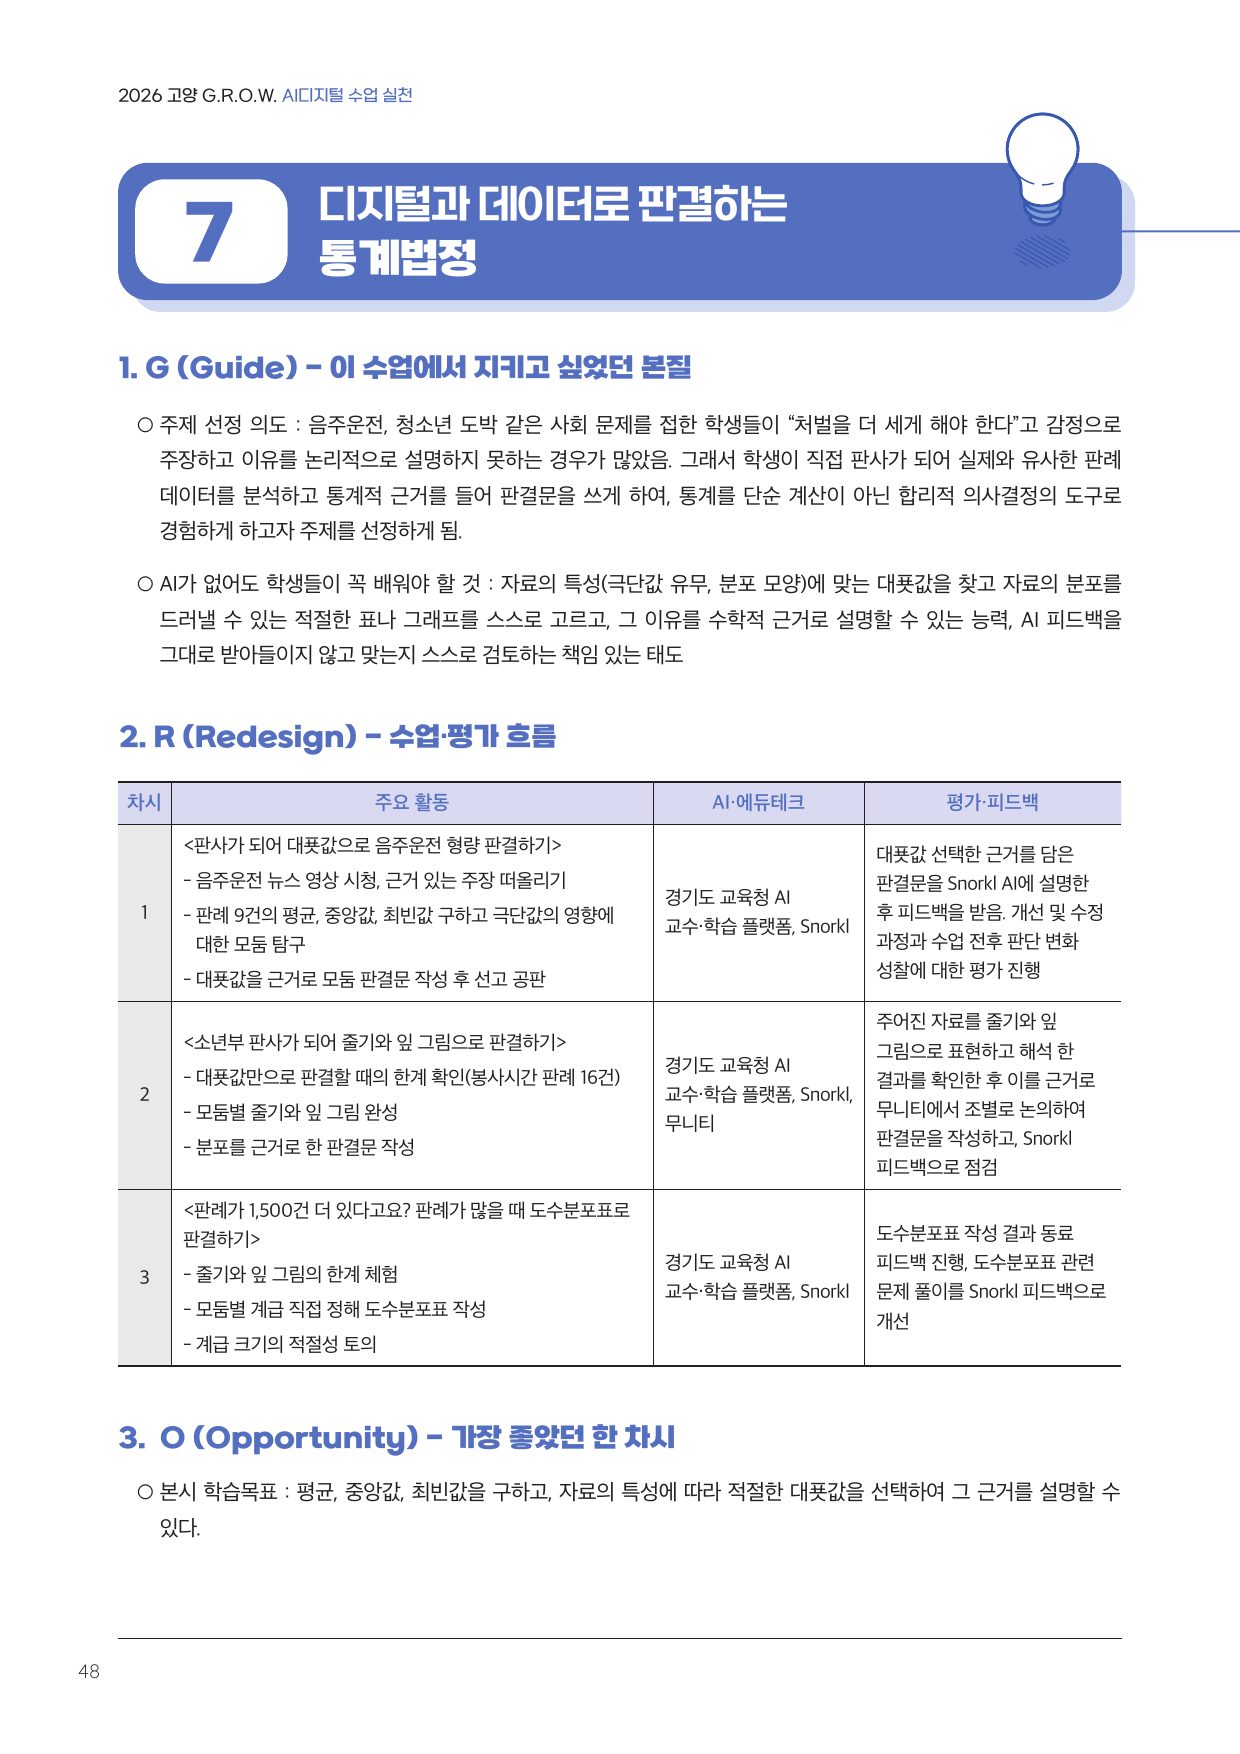 2026 고양 G.R.O.W. AI디지털 수업 실천
7
디지털과 데이터로 판결하는
통계법정
1. G (Guide) – 이 수업에서 지키고 싶었던 본질
○ 주제 선정 의도 : 음주운전, 청소년 도박 같은 사회 문제를 접한 학생들이 “처벌을 더 세게 해야 한다”고 감정으로
주장하고 이유를 논리적으로 설명하지 못하는 경우가 많았음. 그래서 학생이 직접 판사가 되어 실제와 유사한 판례
데이터를 분석하고 통계적 근거를 들어 판결문을 쓰게 하여, 통계를 단순 계산이 아닌 합리적 의사결정의 도구로
경험하게 하고자 주제를 선정하게 됨.
○ AI가 없어도 학생들이 꼭 배워야 할 것 : 자료의 특성(극단값 유무, 분포 모양)에 맞는 대푯값을 찾고 자료의 분포를
드러낼 수 있는 적절한 표나 그래프를 스스로 고르고, 그 이유를 수학적 근거로 설명할 수 있는 능력, AI 피드백을
그대로 받아들이지 않고 맞는지 스스로 검토하는 책임 있는 태도
2. R (Redesign) – 수업·평가 흐름
차시 주요 활동 AI·에듀테크 평가·피드백
1
<판사가 되어 대푯값으로 음주운전 형량 판결하기>
- 음주운전 뉴스 영상 시청, 근거 있는 주장 떠올리기
- 판례 9건의 평균, 중앙값, 최빈값 구하고 극단값의 영향에
대한 모둠 탐구
- 대푯값을 근거로 모둠 판결문 작성 후 선고 공판
경기도 교육청 AI
교수·학습 플랫폼, Snorkl
대푯값 선택한 근거를 담은
판결문을 Snorkl AI에 설명한
후 피드백을 받음. 개선 및 수정
과정과 수업 전후 판단 변화
성찰에 대한 평가 진행
2
<소년부 판사가 되어 줄기와 잎 그림으로 판결하기>
- 대푯값만으로 판결할 때의 한계 확인(봉사시간 판례 16건)
- 모둠별 줄기와 잎 그림 완성
- 분포를 근거로 한 판결문 작성
경기도 교육청 AI
교수·학습 플랫폼, Snorkl,
무니티
주어진 자료를 줄기와 잎
그림으로 표현하고 해석 한
결과를 확인한 후 이를 근거로
무니티에서 조별로 논의하여
판결문을 작성하고, Snorkl
피드백으로 점검
3
<판례가 1,500건 더 있다고요? 판례가 많을 때 도수분포표로
판결하기>
- 줄기와 잎 그림의 한계 체험
- 모둠별 계급 직접 정해 도수분포표 작성
- 계급 크기의 적절성 토의
경기도 교육청 AI
교수·학습 플랫폼, Snorkl
도수분포표 작성 결과 동료
피드백 진행, 도수분포표 관련
문제 풀이를 Snorkl 피드백으로
개선
3. O (Opportunity) – 가장 좋았던 한 차시
○ 본시 학습목표 : 평균, 중앙값, 최빈값을 구하고, 자료의 특성에 따라 적절한 대푯값을 선택하여 그 근거를 설명할 수
있다.
48